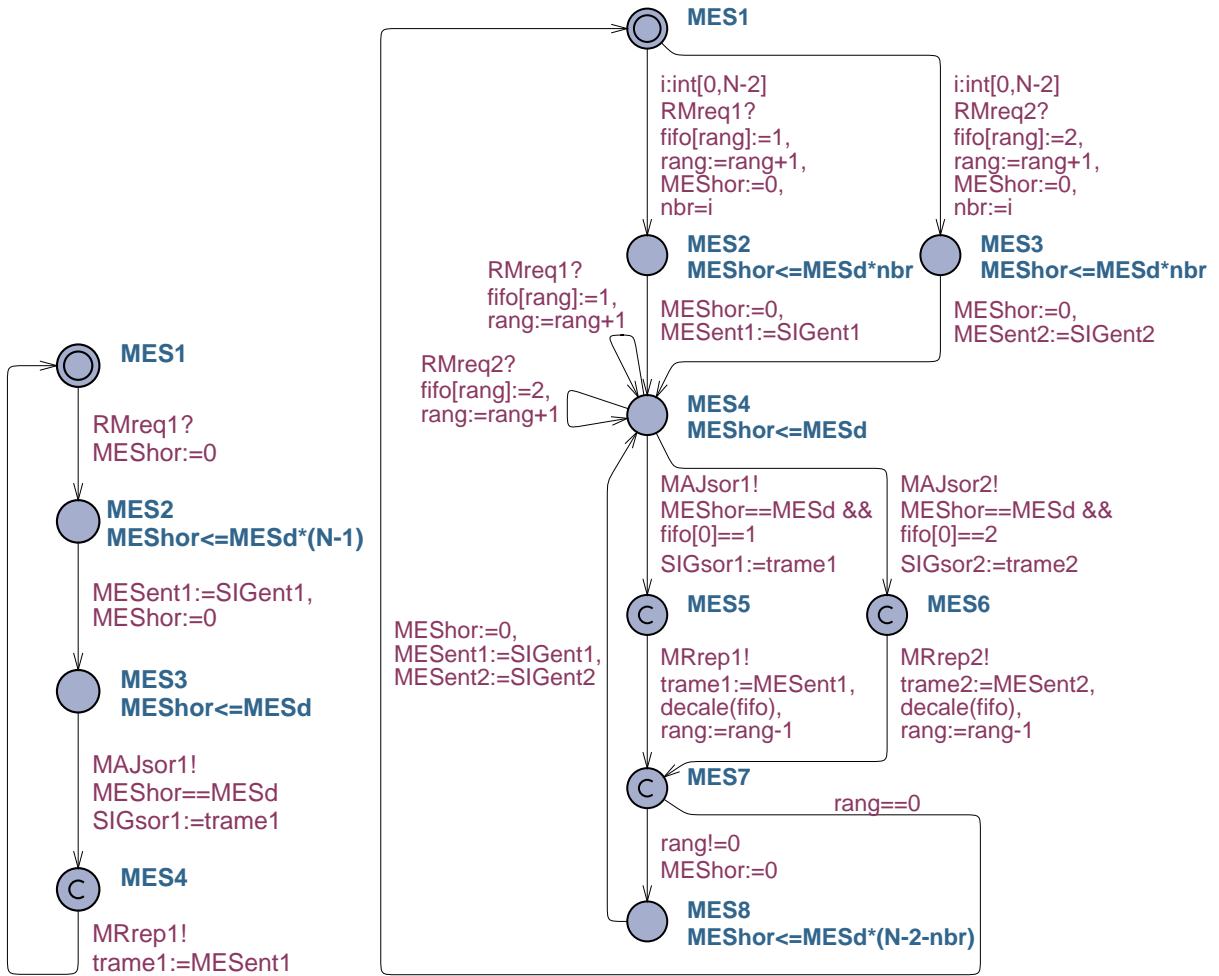 MES1
RMreq1?
MEShor:=0
MES2
MEShor<=MESd*(N-1)
MESent1:=SIGent1,
MEShor:=0
MES3
MEShor<=MESd
MAJsor1!
MEShor==MESd
SIGsor1:=trame1
MES4
MRrep1!
trame1:=MESent1
MES1
i:int[0,N-2]
RMreq1?
fifo[rang]:=1,
rang:=rang+1,
MEShor:=0,
nbr=i
i:int[0,N-2]
RMreq2?
fifo[rang]:=2,
rang:=rang+1,
MEShor:=0,
nbr:=i
MES2
MEShor<=MESd*nbr
MES3
MEShor<=MESd*nbr
RMreq1?
fifo[rang]:=1,
rang:=rang+1
MEShor:=0,
MESent1:=SIGent1
MEShor:=0,
MESent2:=SIGent2
RMreq2?
fifo[rang]:=2,
rang:=rang+1
MES4
MEShor<=MESd
MAJsor1!
MEShor==MESd &&
fifo[0]==1
SIGsor1:=trame1
MAJsor2!
MEShor==MESd &&
fifo[0]==2
SIGsor2:=trame2
MES5
MES6
C
C
C
MEShor:=0,
MESent1:=SIGent1,
MESent2:=SIGent2
MRrep1!
trame1:=MESent1,
decale(fifo),
rang:=rang-1
MRrep2!
trame2:=MESent2,
decale(fifo),
rang:=rang-1
C
MES7
rang==0
rang!=0
MEShor:=0
MES8
MEShor<=MESd*(N-2-nbr)